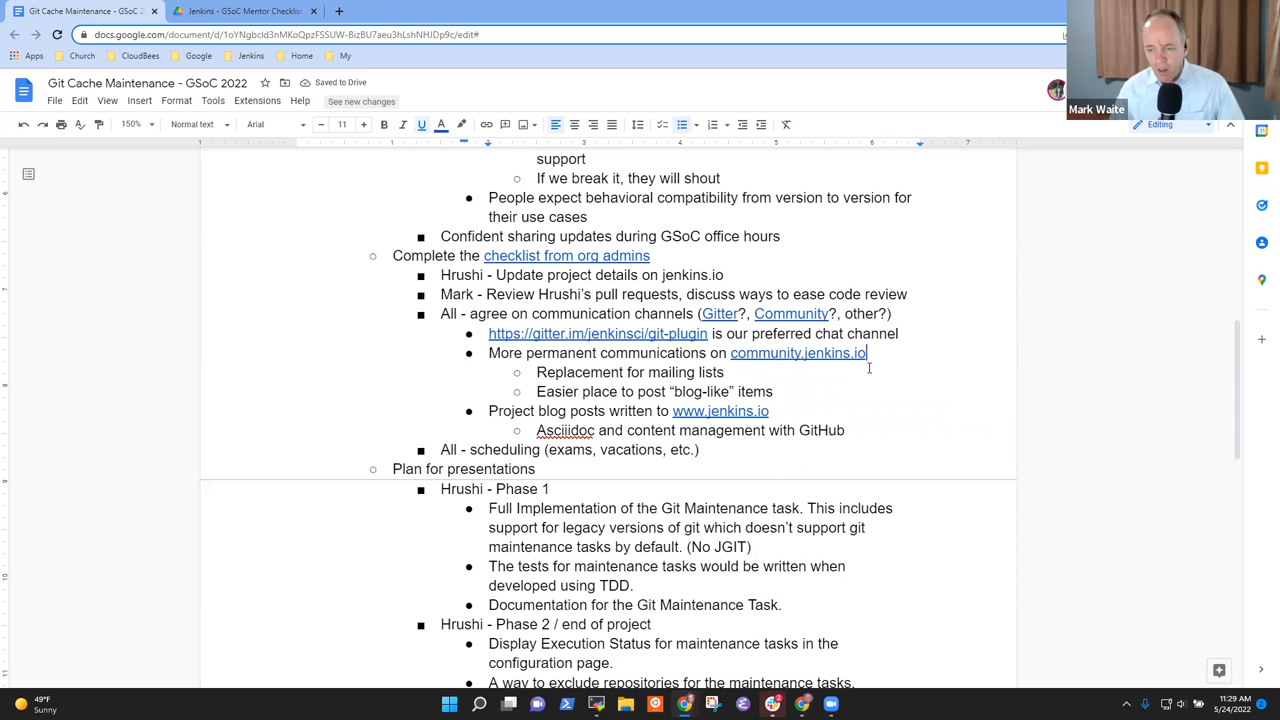 Git Cache Maintenance - GSoC 2
Jenkins - GSoC Mentor Checklis
docs.google.com/document/d/1oYNgbcld3nMKoQpzFSSUW-BizBU7aeu3hLshNHJDp9c/edit#
Apps
Church
CloudBees
Google
Jenkins
Home
My
Mark Waite
Git Cache Maintenance - GSoC 2022
Saved to Drive
File Edit View Insert Format Tools Extensions Help
See new changes
150%
Normal text
Arial
11
B I U A
Editing
1 1 2 3 4 5 6 7
support
○ If we break it, they will shout
● People expect behavioral compatibility from version to version for
their use cases
■ Confident sharing updates during GSoC office hours
○ Complete the checklist from org admins
■ Hrushi - Update project details on jenkins.io
■ Mark - Review Hrushi's pull requests, discuss ways to ease code review
■ All - agree on communication channels (Gitter?, Community?, other?)
● https://gitter.im/jenkinsci/git-plugin is our preferred chat channel
● More permanent communications on community.jenkins.io
○ Replacement for mailing lists
○ Easier place to post “blog-like” items
● Project blog posts written to www.jenkins.io
○ Asciiidoc and content management with GitHub
■ All - scheduling (exams, vacations, etc.)
○ Plan for presentations
■ Hrushi - Phase 1
● Full Implementation of the Git Maintenance task. This includes
support for legacy versions of git which doesn't support git
maintenance tasks by default. (No JGIT)
● The tests for maintenance tasks would be written when
developed using TDD.
● Documentation for the Git Maintenance Task.
■ Hrushi - Phase 2 / end of project
● Display Execution Status for maintenance tasks in the
configuration page.
● A way to exclude repositories for the maintenance tasks.
49°F
Sunny
11:29 AM
5/24/2022